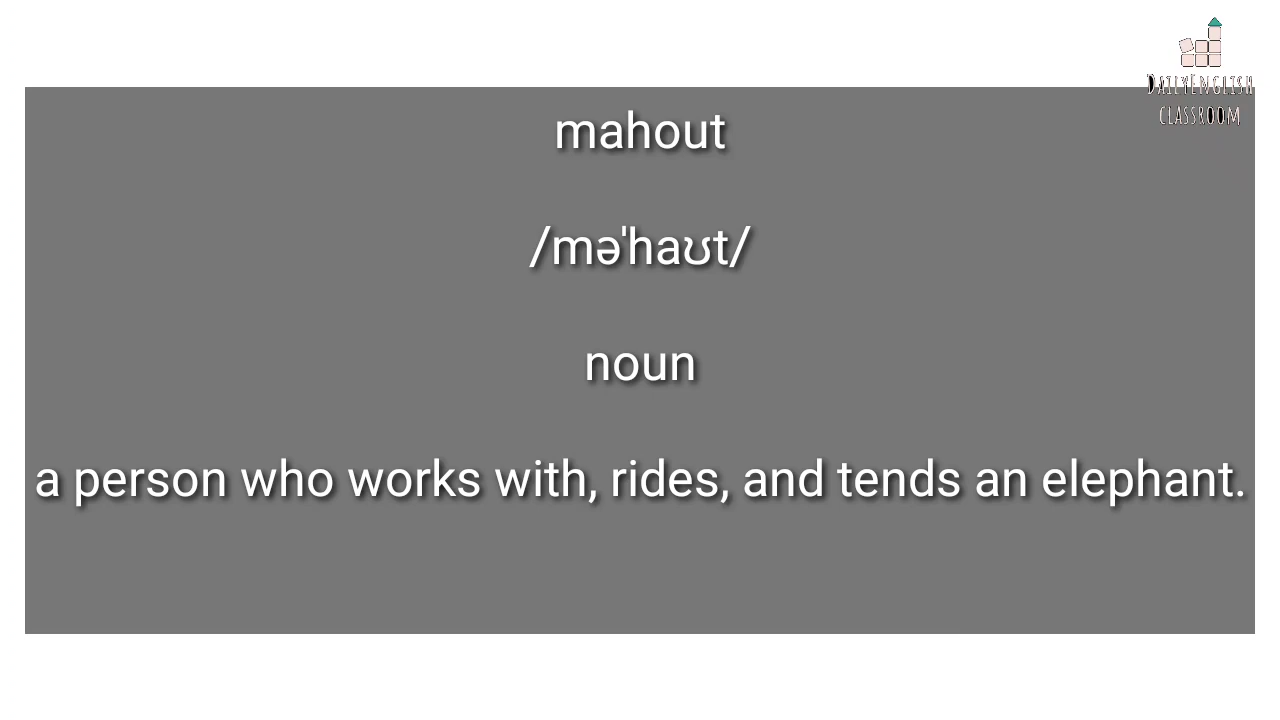 DailyEnglish
classroom
mahout
/məˈhaʊt/
noun
a person who works with, rides, and tends an elephant.